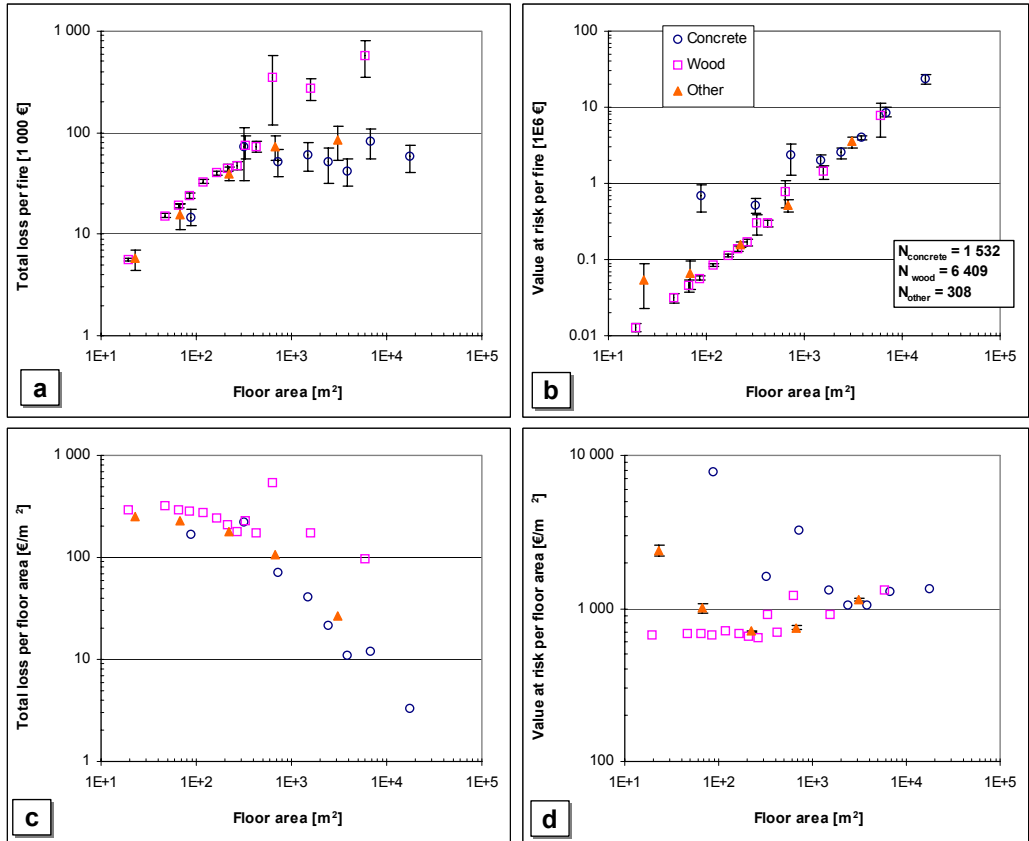 1 000
100
10
1
Total loss per fire [1 000 €]
1E+1 1E+2 1E+3 1E+4 1E+5
Floor area [m²]
a
100
10
1
0.1
0.01
Value at risk per fire [1E6 €]
Concrete
Wood
Other
N concrete = 1 532
N wood = 6 409
N other = 308
1E+1 1E+2 1E+3 1E+4 1E+5
Floor area [m²]
b
1 000
100
10
1
Total loss per floor area [€/m ²]
1E+1 1E+2 1E+3 1E+4 1E+5
Floor area [m²]
c
10 000
1 000
100
Value at risk per floor area [€/m ²]
1E+1 1E+2 1E+3 1E+4 1E+5
Floor area [m²]
d